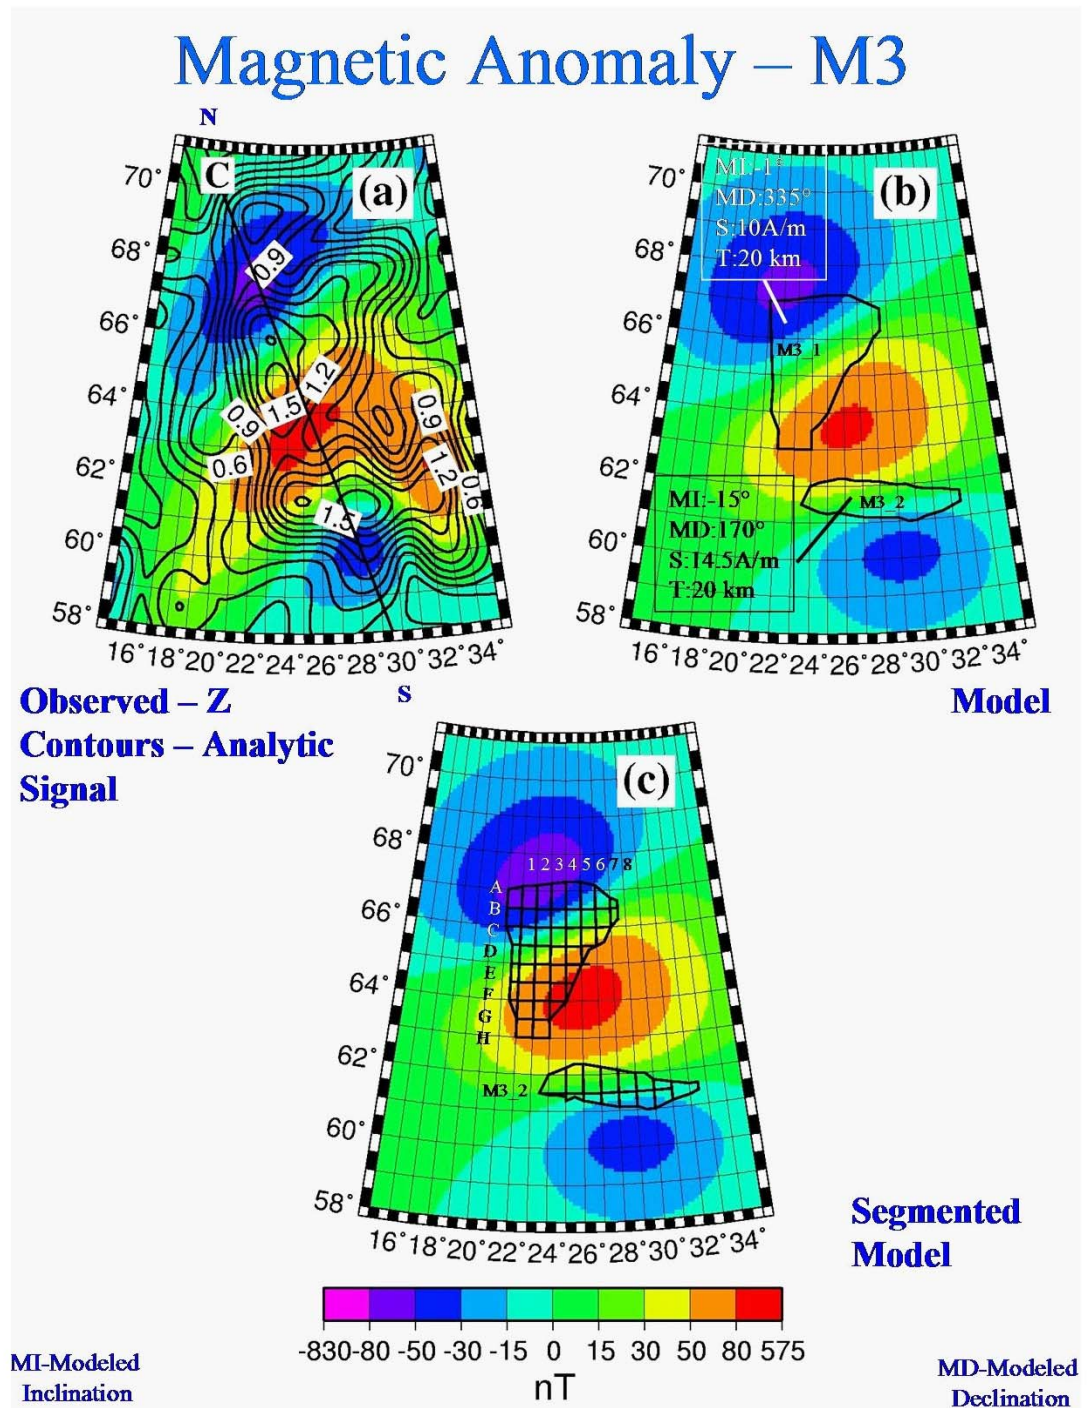 Magnetic Anomaly – M3
N
C
(a)
70°
68°
66°
64°
62°
60°
58°
0.9
1.2
1.5
0.9
0.9
0.6
1.2
0.6
1.5
16° 18° 20° 22° 24° 26° 28° 30° 32° 34°
S
Observed – Z
Contours – Analytic
Signal
(b)
70°
68°
66°
64°
62°
60°
58°
MI:-1°
MD:335°
S:10A/m
T:20 km
M3_1
MI:-15°
MD:170°
S:14.5A/m
T:20 km
M3_2
16° 18° 20° 22° 24° 26° 28° 30° 32° 34°
Model
(c)
70°
68°
66°
64°
62°
60°
58°
1 2 3 4 5 6 7 8
A
B
C
D
E
F
G
H
M3_2
16° 18° 20° 22° 24° 26° 28° 30° 32° 34°
Segmented
Model
-830 -80 -50 -30 -15 0 15 30 50 80 575
nT
MI-Modeled
Inclination
MD-Modeled
Declination